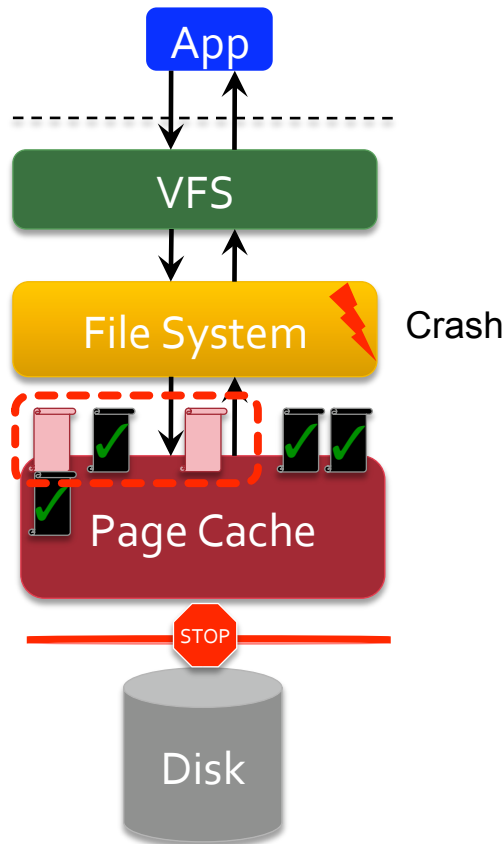 App
VFS
File System
Crash
Page Cache
STOP
Disk